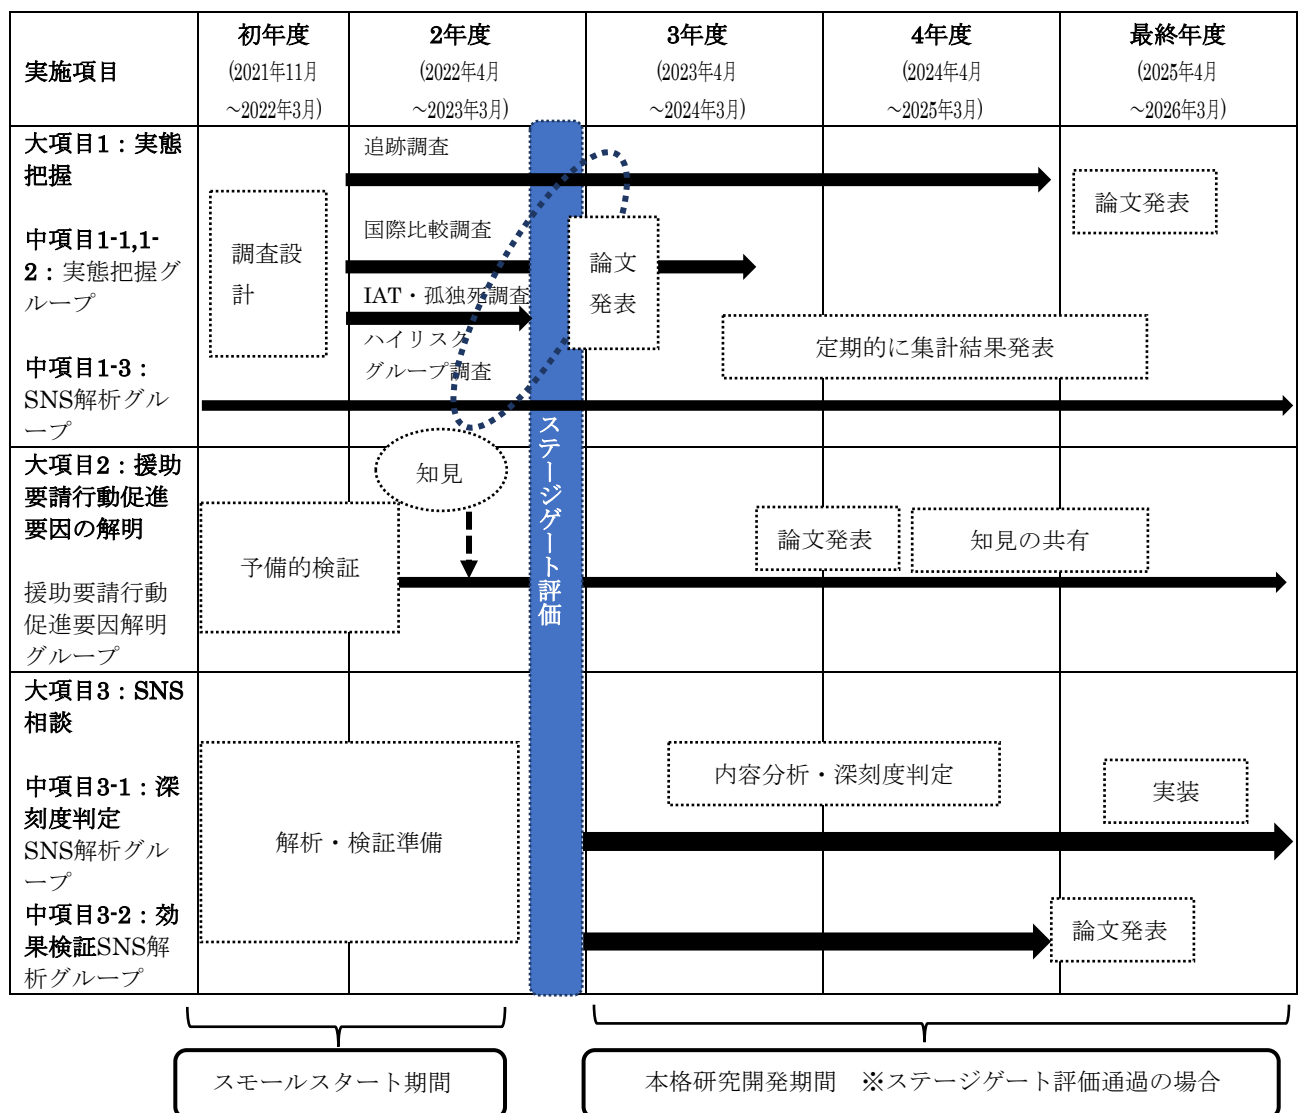 実施項目
初年度
(2021年11月
～2022年3月)
2年度
(2022年4月
～2023年3月)
3年度
(2023年4月
～2024年3月)
4年度
(2024年4月
～2025年3月)
最終年度
(2025年4月
～2026年3月)
大項目1：実態
把握
中項目1-1,1-
2：実態把握グ
ループ
中項目1-3：
SNS解析グル
ープ
調査設
計
追跡調査
国際比較調査
IAT・孤独死調査
ハイリスク
グループ調査
論文
発表
定期的に集計結果発表
論文発表
ステージゲート評価
大項目2：援助
要請行動促進
要因の解明
援助要請行動
促進要因解明
グループ
知見
予備的検証
論文発表
知見の共有
大項目3：SNS
相談
中項目3-1：深
刻度判定
SNS解析グル
ープ
中項目3-2：効
果検証SNS解
析グループ
解析・検証準備
内容分析・深刻度判定
実装
論文発表
スモールスタート期間
本格研究開発期間　※ステージゲート評価通過の場合